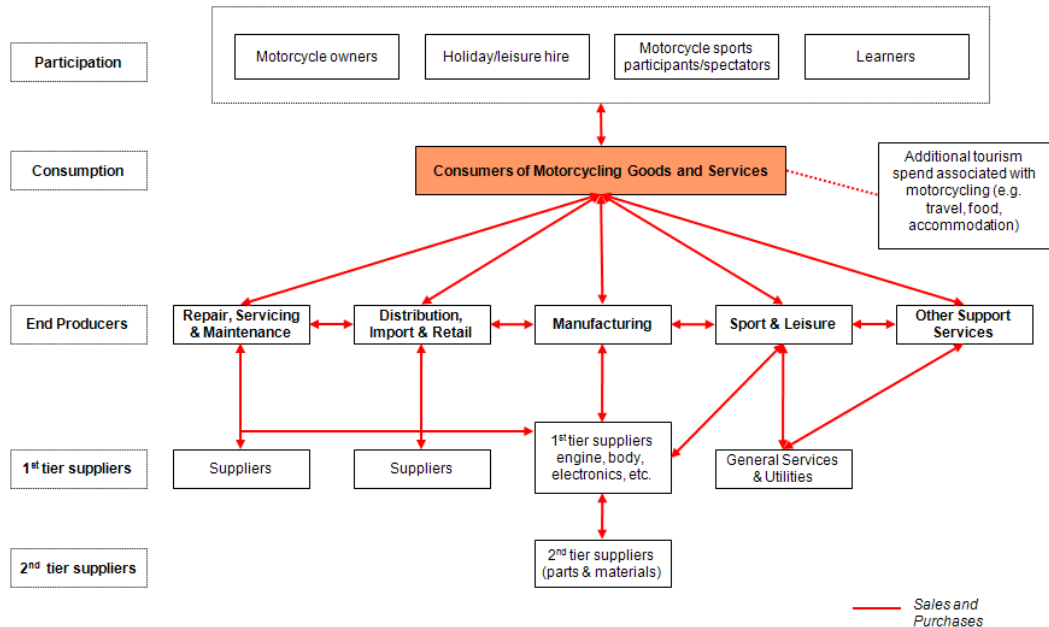 Participation
Motorcycle owners
Holiday/leisure hire
Motorcycle sports
participants/spectators
Learners
Consumption
Consumers of Motorcycling Goods and Services
Additional tourism
spend associated with
motorcycling (e.g.
travel, food,
accommodation)
End Producers
Repair, Servicing
& Maintenance
Distribution,
Import & Retail
Manufacturing
Sport & Leisure
Other Support
Services
1st tier suppliers
Suppliers
Suppliers
1st tier suppliers
engine, body,
electronics, etc.
General Services
& Utilities
2nd tier suppliers
2nd tier suppliers
(parts & materials)
Sales and
Purchases